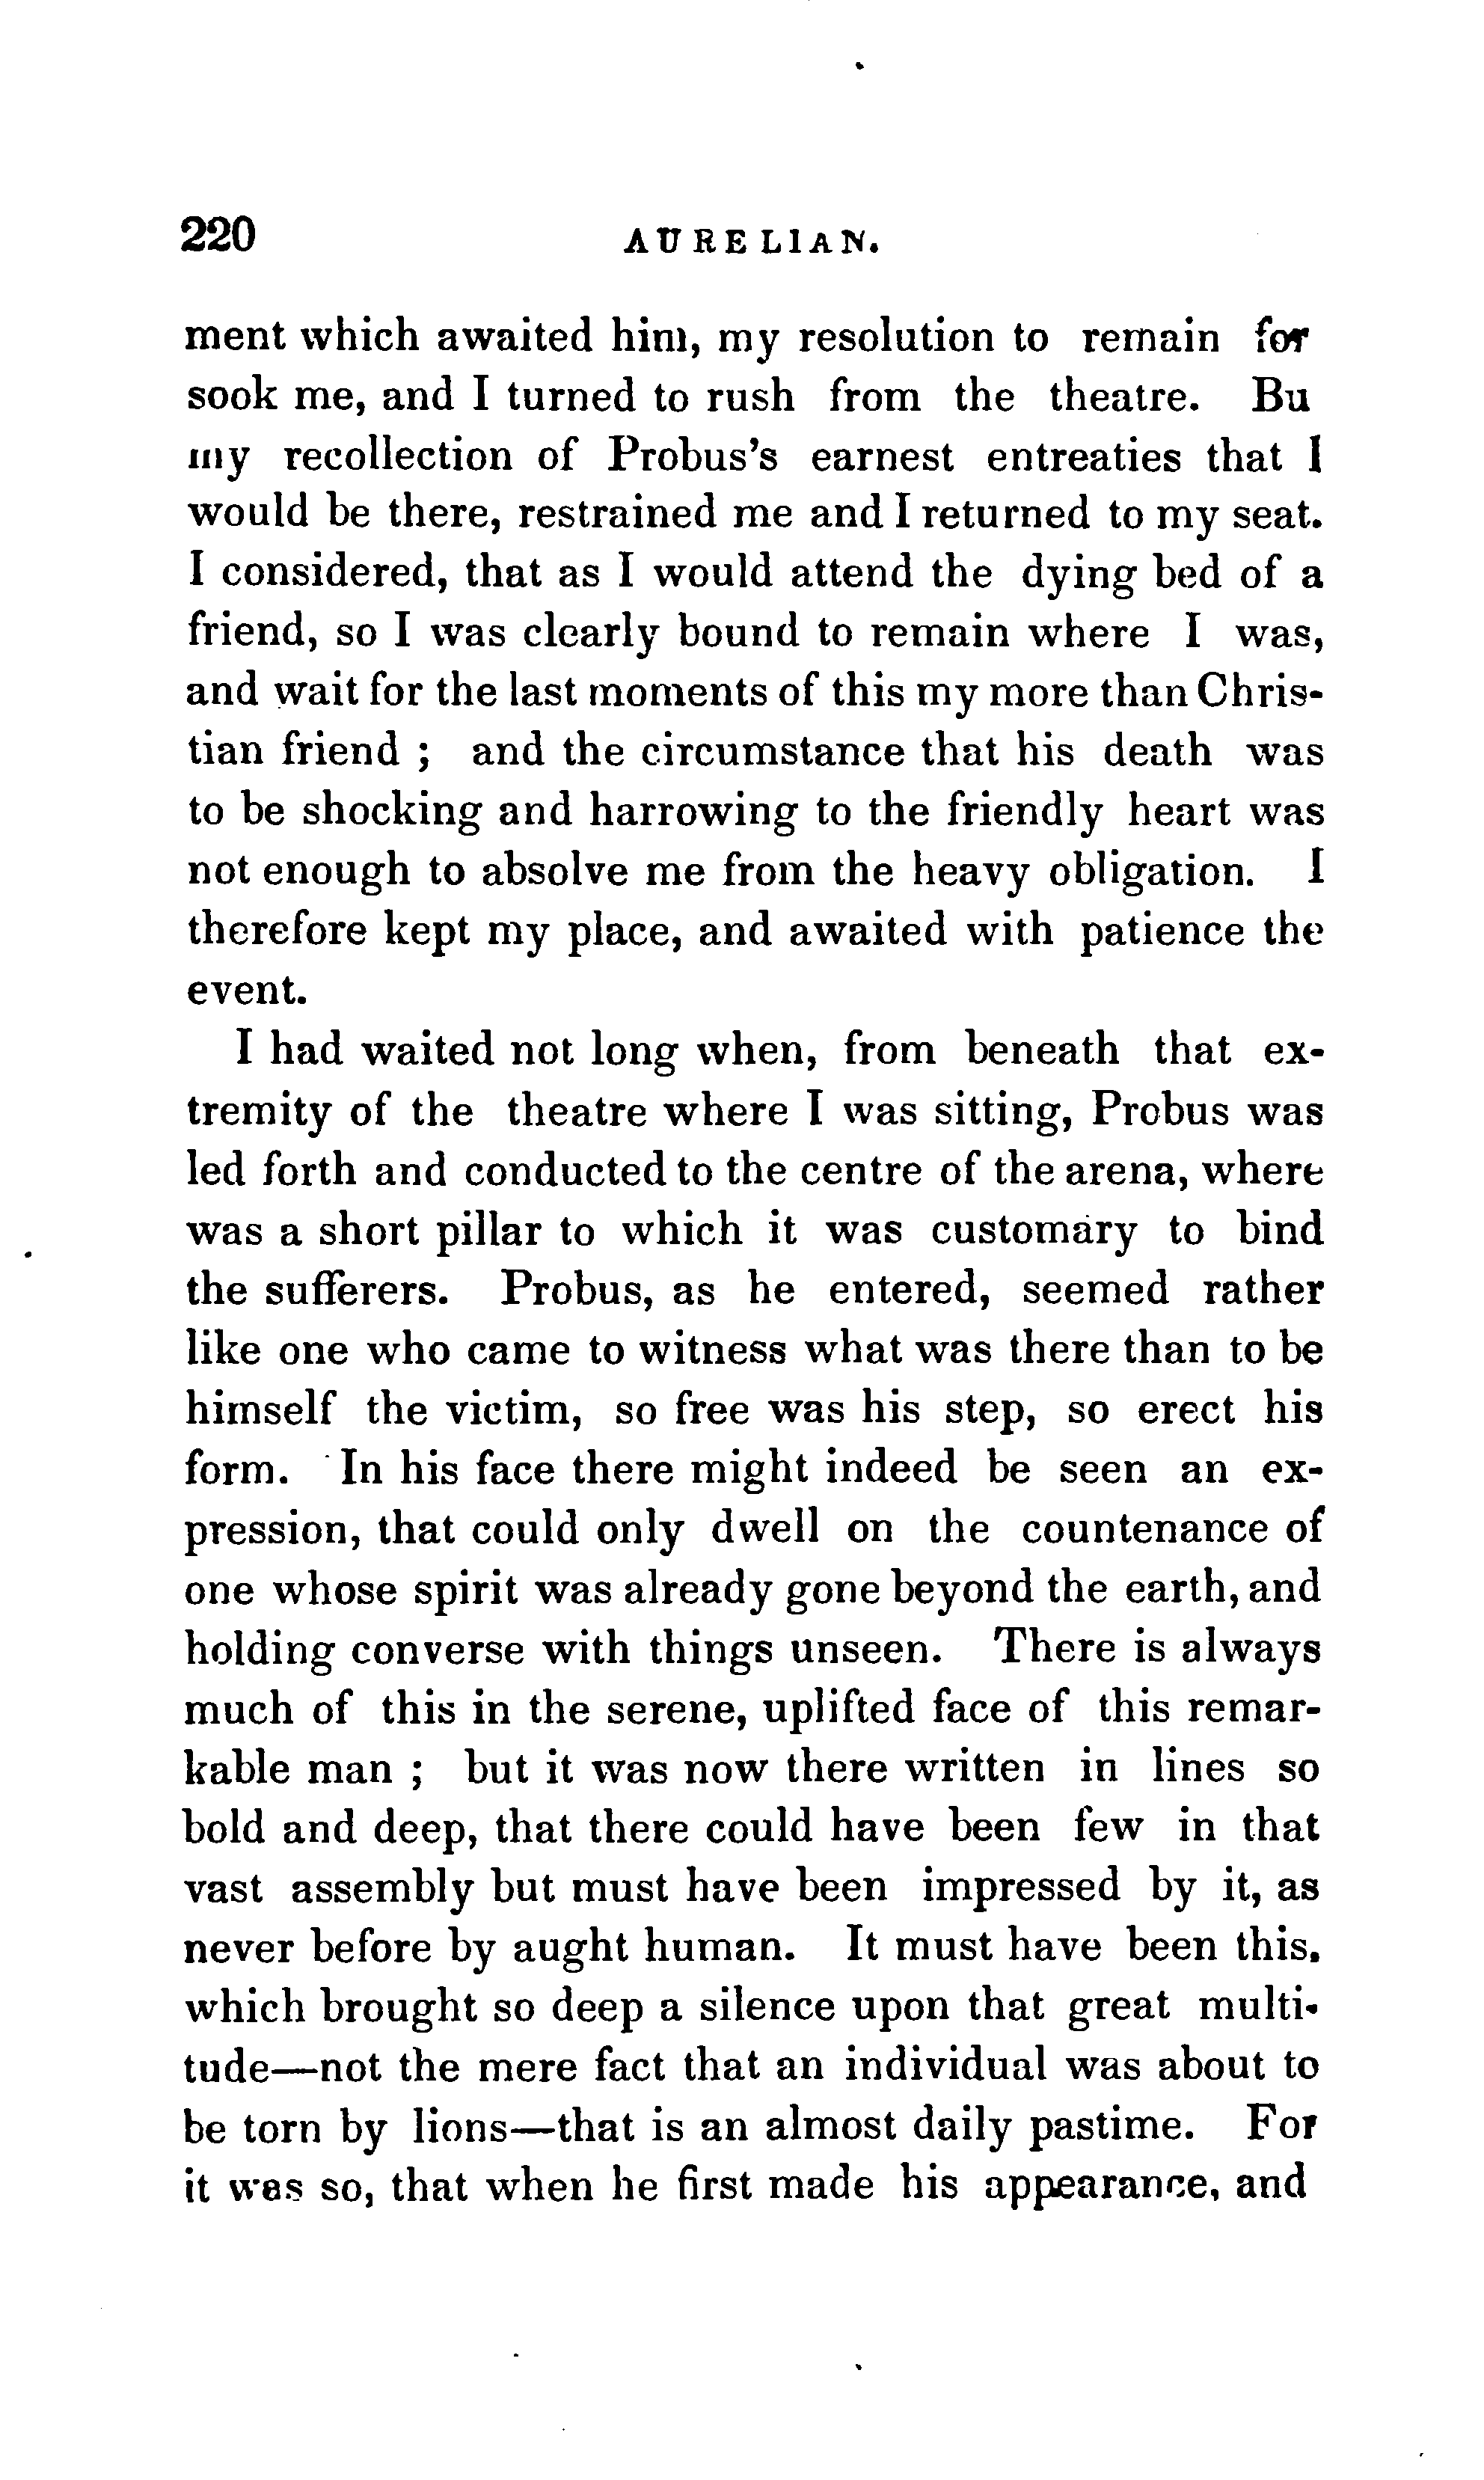 220 AURELIAN.
ment which awaited him, my resolution to remain for
sook me, and I turned to rush from the theatre. Bu
my recollection of Probus's earnest entreaties that I
would be there, restrained me and I returned to my seat.
I considered, that as I would attend the dying bed of a
friend, so I was clearly bound to remain where I was,
and wait for the last moments of this my more than Chris-
tian friend ; and the circumstance that his death was
to be shocking and harrowing to the friendly heart was
not enough to absolve me from the heavy obligation. I
therefore kept my place, and awaited with patience the
event.
I had waited not long when, from beneath that ex-
tremity of the theatre where I was sitting, Probus was
led forth and conducted to the centre of the arena, where
was a short pillar to which it was customary to bind
the sufferers. Probus, as he entered, seemed rather
like one who came to witness what was there than to be
himself the victim, so free was his step, so erect his
form. In his face there might indeed be seen an ex-
pression, that could only dwell on the countenance of
one whose spirit was already gone beyond the earth, and
holding converse with things unseen. There is always
much of this in the serene, uplifted face of this remar-
kable man ; but it was now there written in lines so
bold and deep, that there could have been few in that
vast assembly but must have been impressed by it, as
never before by aught human. It must have been this.
which brought so deep a silence upon that great multi-
tude—not the mere fact that an individual was about to
be torn by lions—that is an almost daily pastime. For
it was so, that when he first made his appearance, and